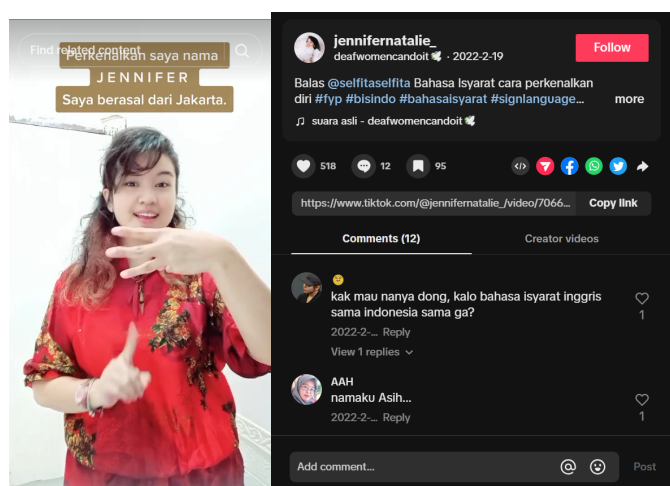 Find related content
Perkenalkan saya nama
J E N N I F E R
Saya berasal dari Jakarta.
jennifernatalie_
deafwomencandoit🕊 · 2022-2-19
Follow
Balas @selfitaselfita Bahasa Isyarat cara perkenalkan
diri #fyp #bisindo #bahasaisyarat #signlanguage... more
♫ suara asli - deafwomencandoit🕊
518 12 95
https://www.tiktok.com/@jennifernatalie_/video/7066... Copy link
Comments (12) Creator videos
kak mau nanya dong, kalo bahasa isyarat inggris
sama indonesia sama ga?
1
2022-2-... Reply
View 1 replies
AAH
namaku Asih...
1
2022-2-... Reply
Add comment... Post